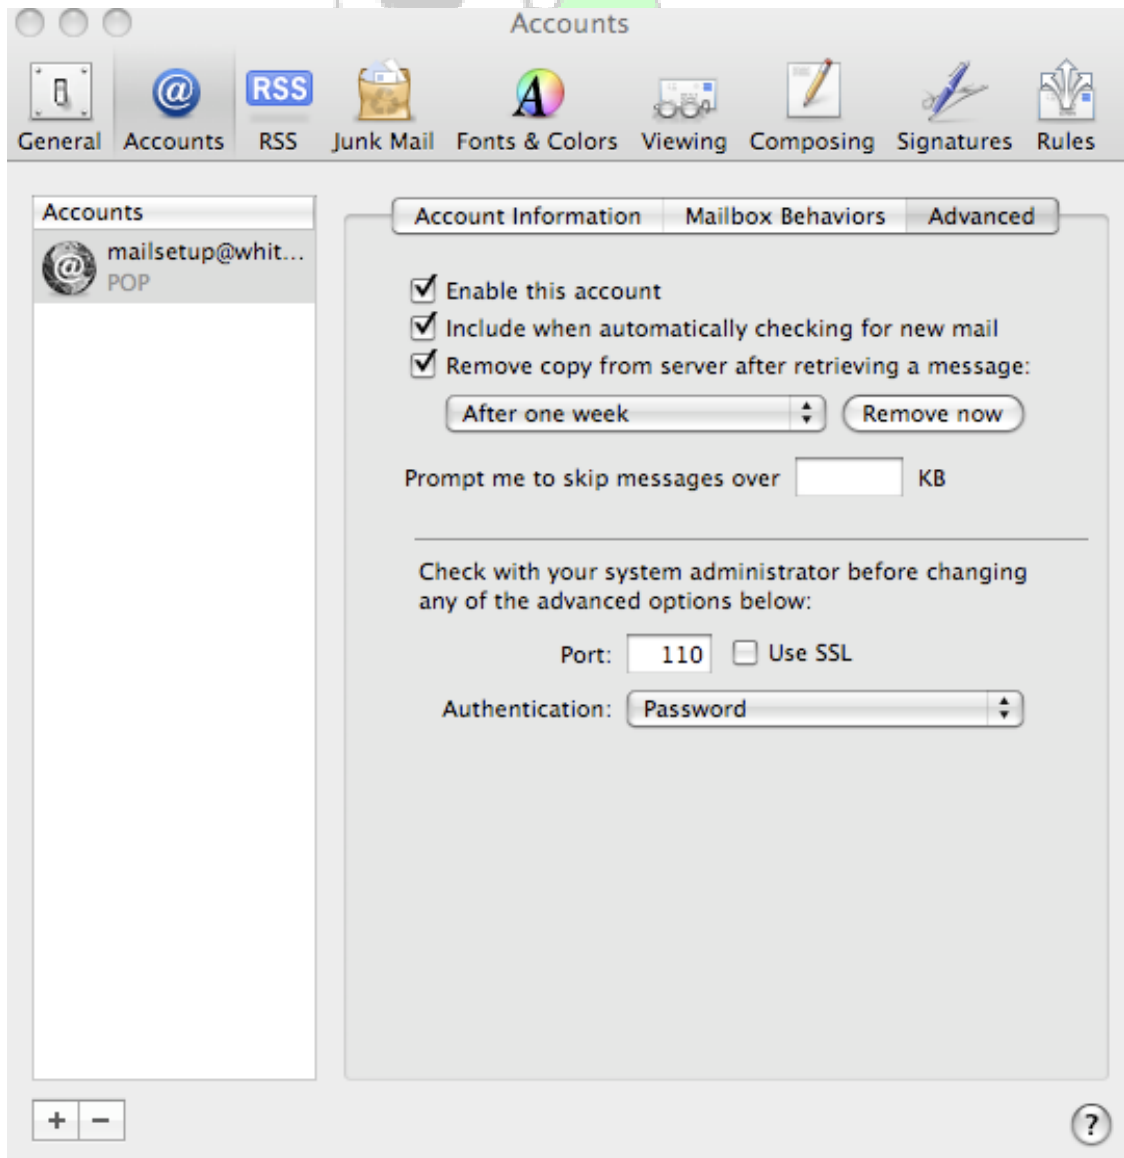 Accounts
RSS
General Accounts RSS Junk Mail Fonts & Colors Viewing Composing Signatures Rules
Accounts
mailsetup@whit...
POP
Account Information Mailbox Behaviors Advanced
Enable this account
Include when automatically checking for new mail
Remove copy from server after retrieving a message:
After one week Remove now
Prompt me to skip messages over KB
Check with your system administrator before changing
any of the advanced options below:
Port: 110 Use SSL
Authentication: Password